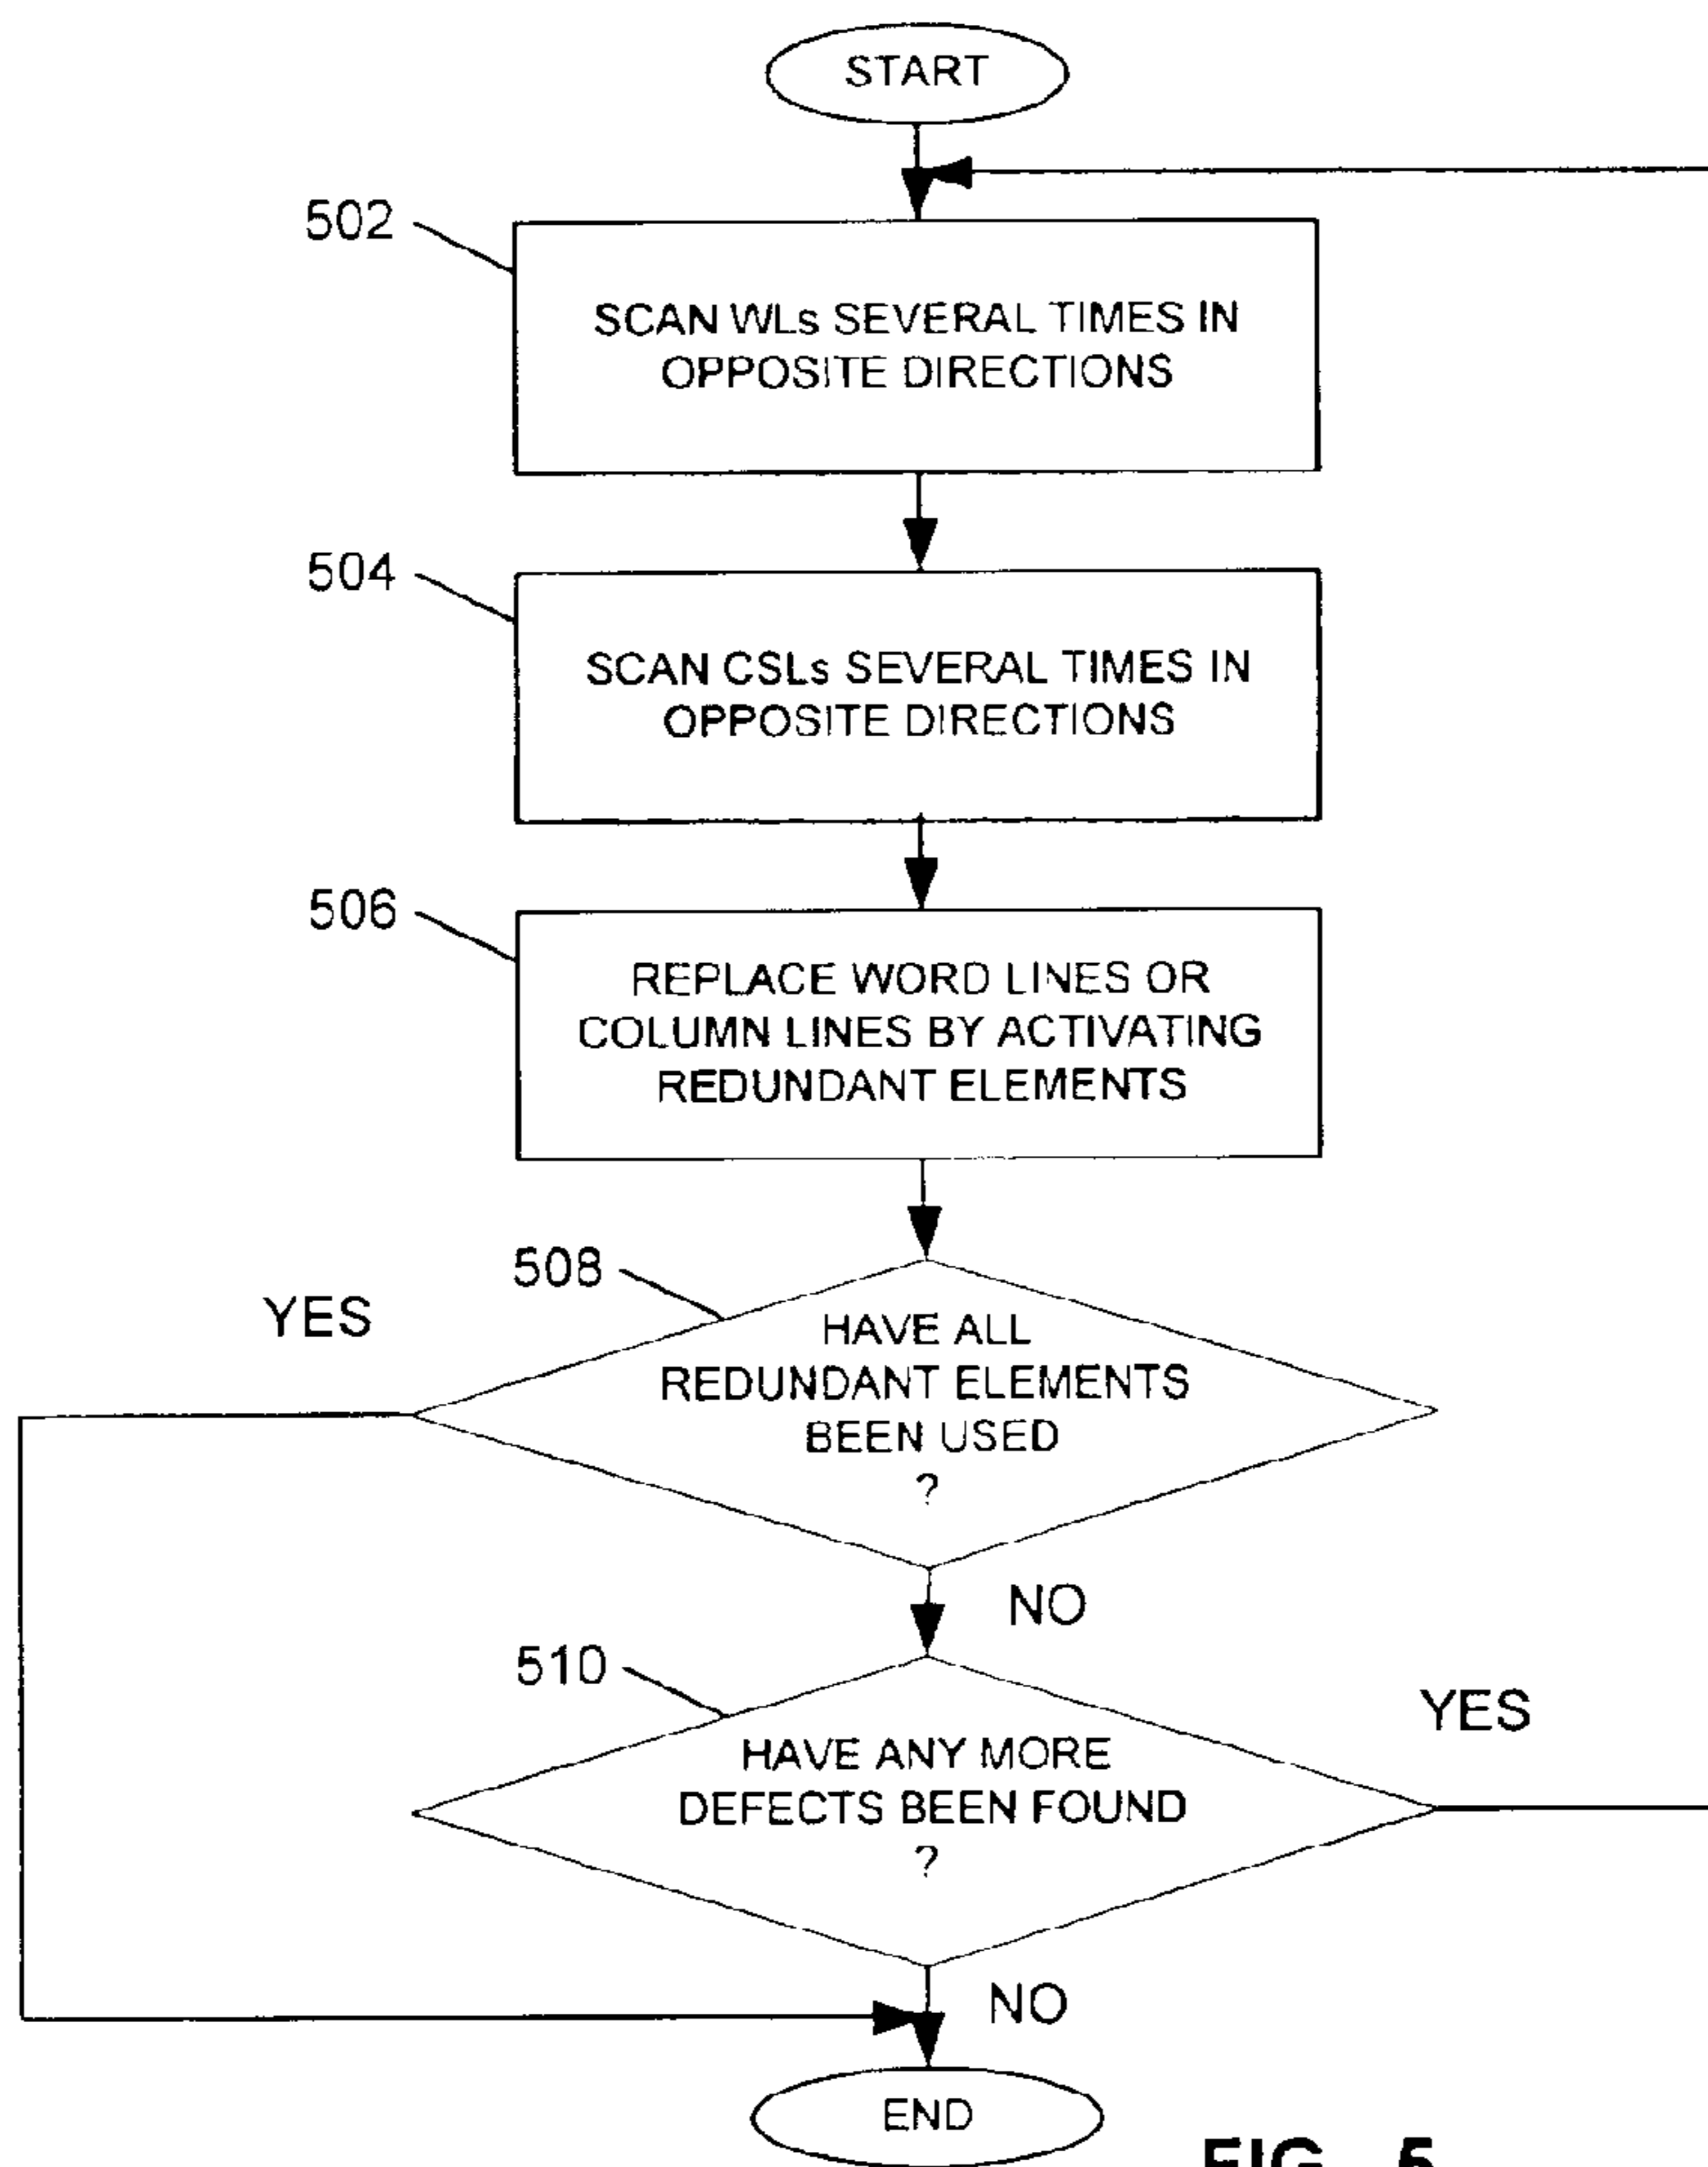 START
502
SCAN WLs SEVERAL TIMES IN
OPPOSITE DIRECTIONS
504
SCAN CSLs SEVERAL TIMES IN
OPPOSITE DIRECTIONS
506
REPLACE WORD LINES OR
COLUMN LINES BY ACTIVATING
REDUNDANT ELEMENTS
508
YES
HAVE ALL
REDUNDANT ELEMENTS
BEEN USED
?
NO
510
YES
HAVE ANY MORE
DEFECTS BEEN FOUND
?
NO
END
FIG. 5